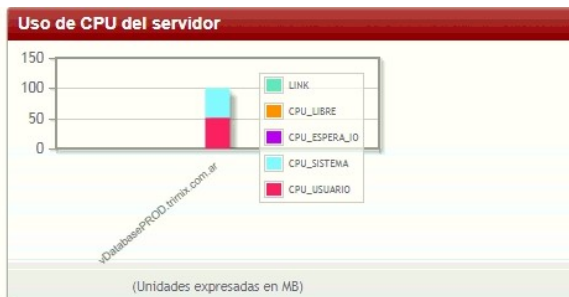 Uso de CPU del servidor
150
100
50
0
LINK
CPU_LIBRE
CPU_ESPERA_IO
CPU_SISTEMA
CPU_USUARIO
vDatabasePROD.trimix.com.ar
(Unidades expresadas en MB)